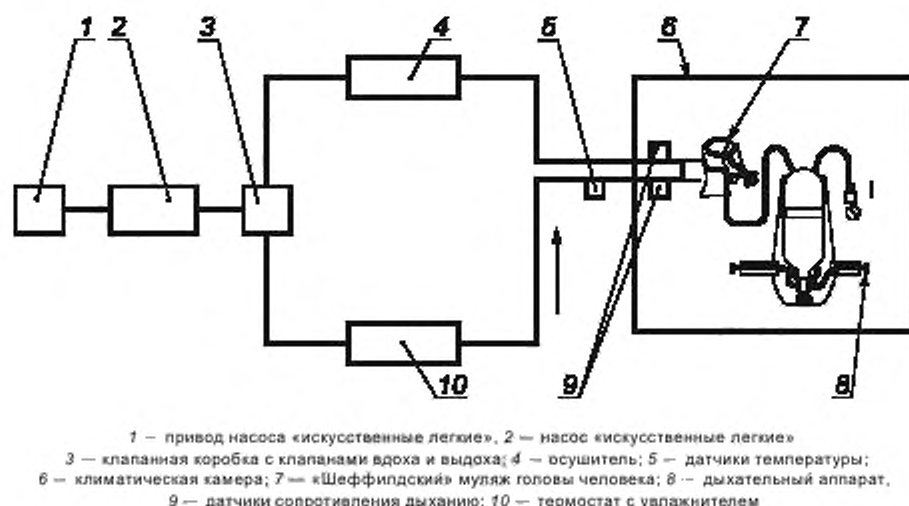 1 2 3 4 5 6 7
10 9 8
1 — привод насоса «искусственные легкие», 2 — насос «искусственные легкие»
3 — клапанная коробка с клапанами вдоха и выдоха; 4 — осушитель; 5 — датчики температуры;
6 — климатическая камера; 7 — «Шеффилдский» муляж головы человека; 8 — дыхательный аппарат,
9 — датчики сопротивления дыханию; 10 — термостат с увлажнителем